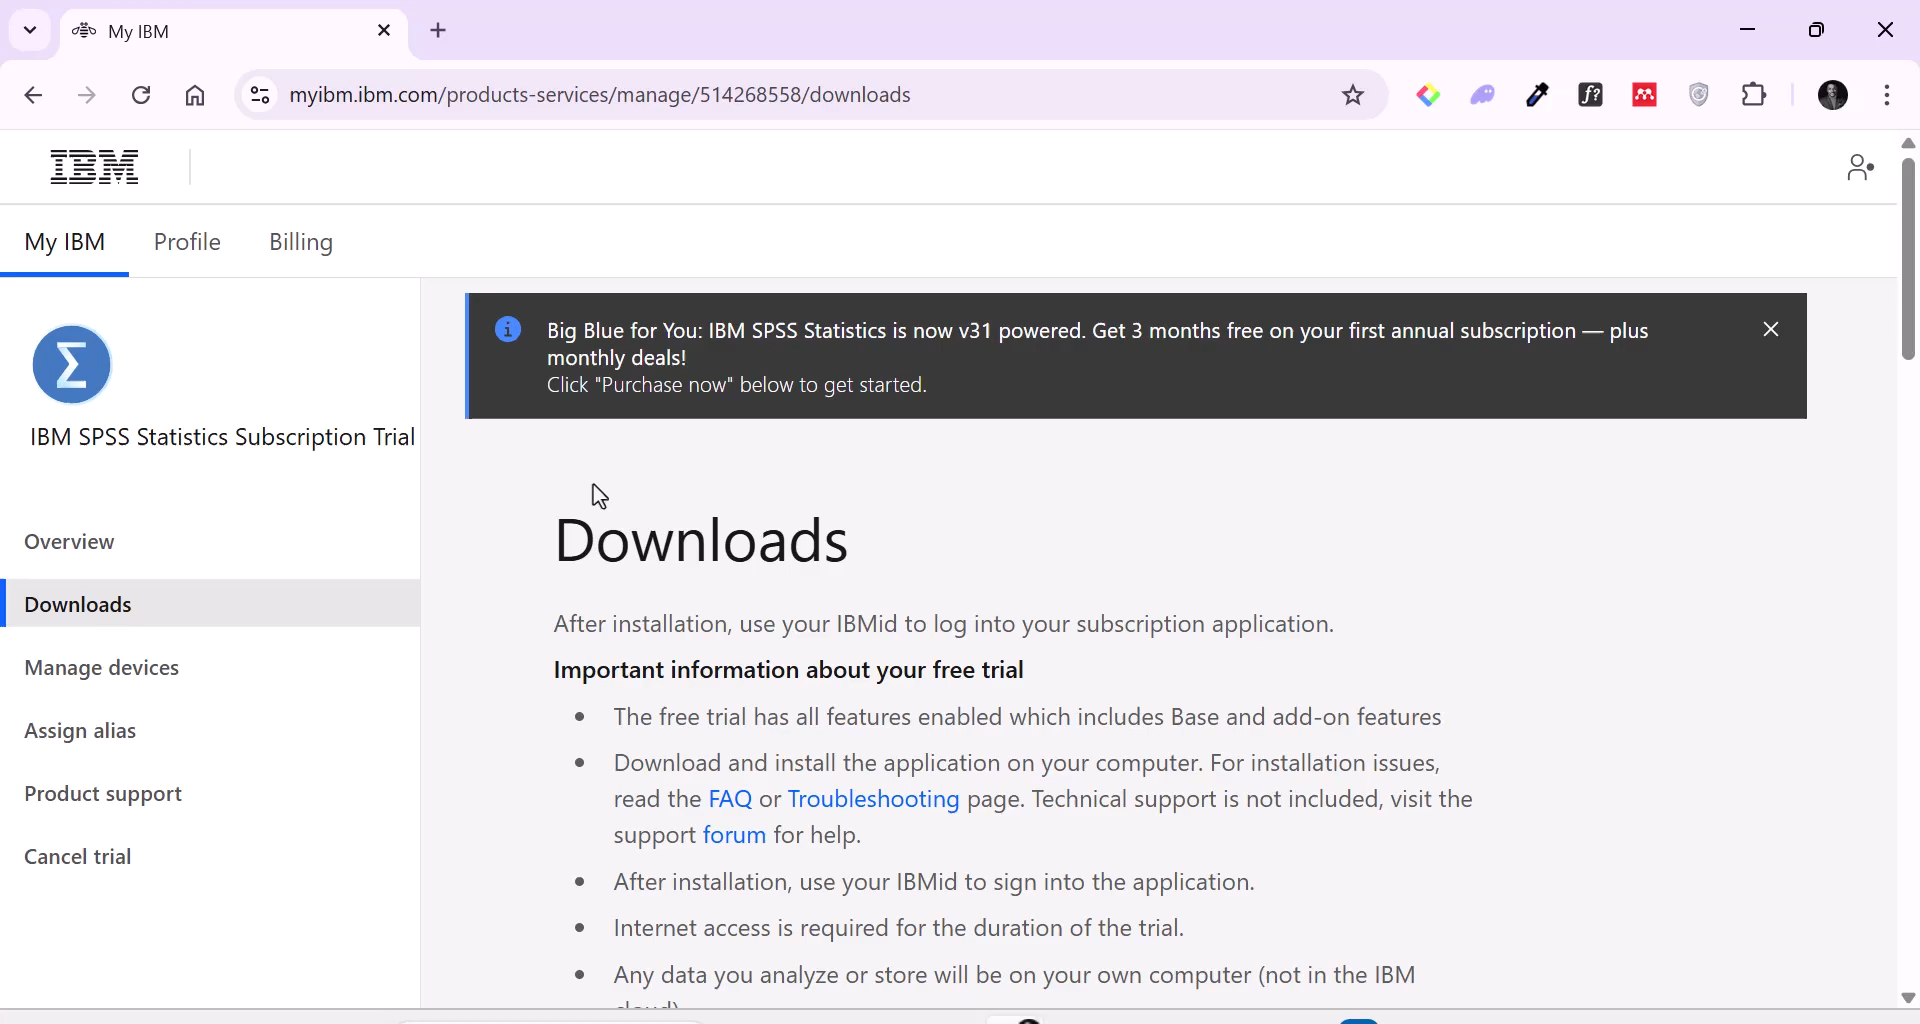 My IBM
myibm.ibm.com/products-services/manage/514268558/downloads
f?
IBM
My IBM
Profile
Billing
Big Blue for You: IBM SPSS Statistics is now v31 powered. Get 3 months free on your first annual subscription — plus
monthly deals!
Click "Purchase now" below to get started.
Σ
IBM SPSS Statistics Subscription Trial
Overview
Downloads
Manage devices
Assign alias
Product support
Cancel trial
Downloads
After installation, use your IBMid to log into your subscription application.
Important information about your free trial
• The free trial has all features enabled which includes Base and add-on features
• Download and install the application on your computer. For installation issues,
read the FAQ or Troubleshooting page. Technical support is not included, visit the
support forum for help.
• After installation, use your IBMid to sign into the application.
• Internet access is required for the duration of the trial.
• Any data you analyze or store will be on your own computer (not in the IBM